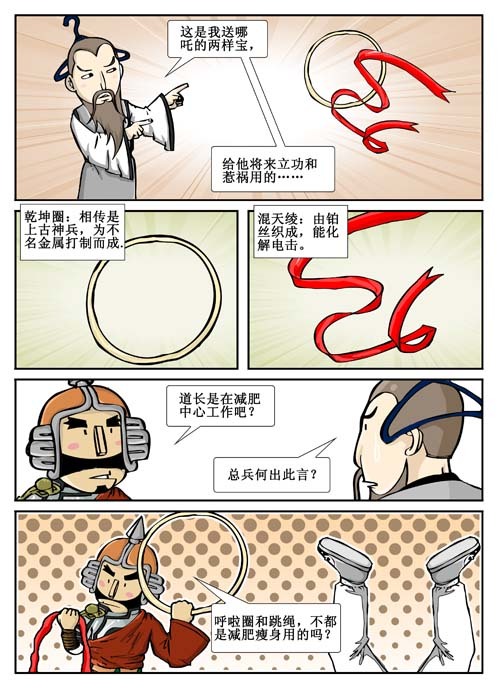 这是我送哪
吒的两样宝，
给他将来立功和
惹祸用的……
乾坤圈：相传是
上古神兵，为不
名金属打制而成.
混天绫：由铂
丝织成，能化
解电击。
道长是在减肥
中心工作吧？
总兵何出此言？
呼啦圈和跳绳，不都
是减肥瘦身用的吗？